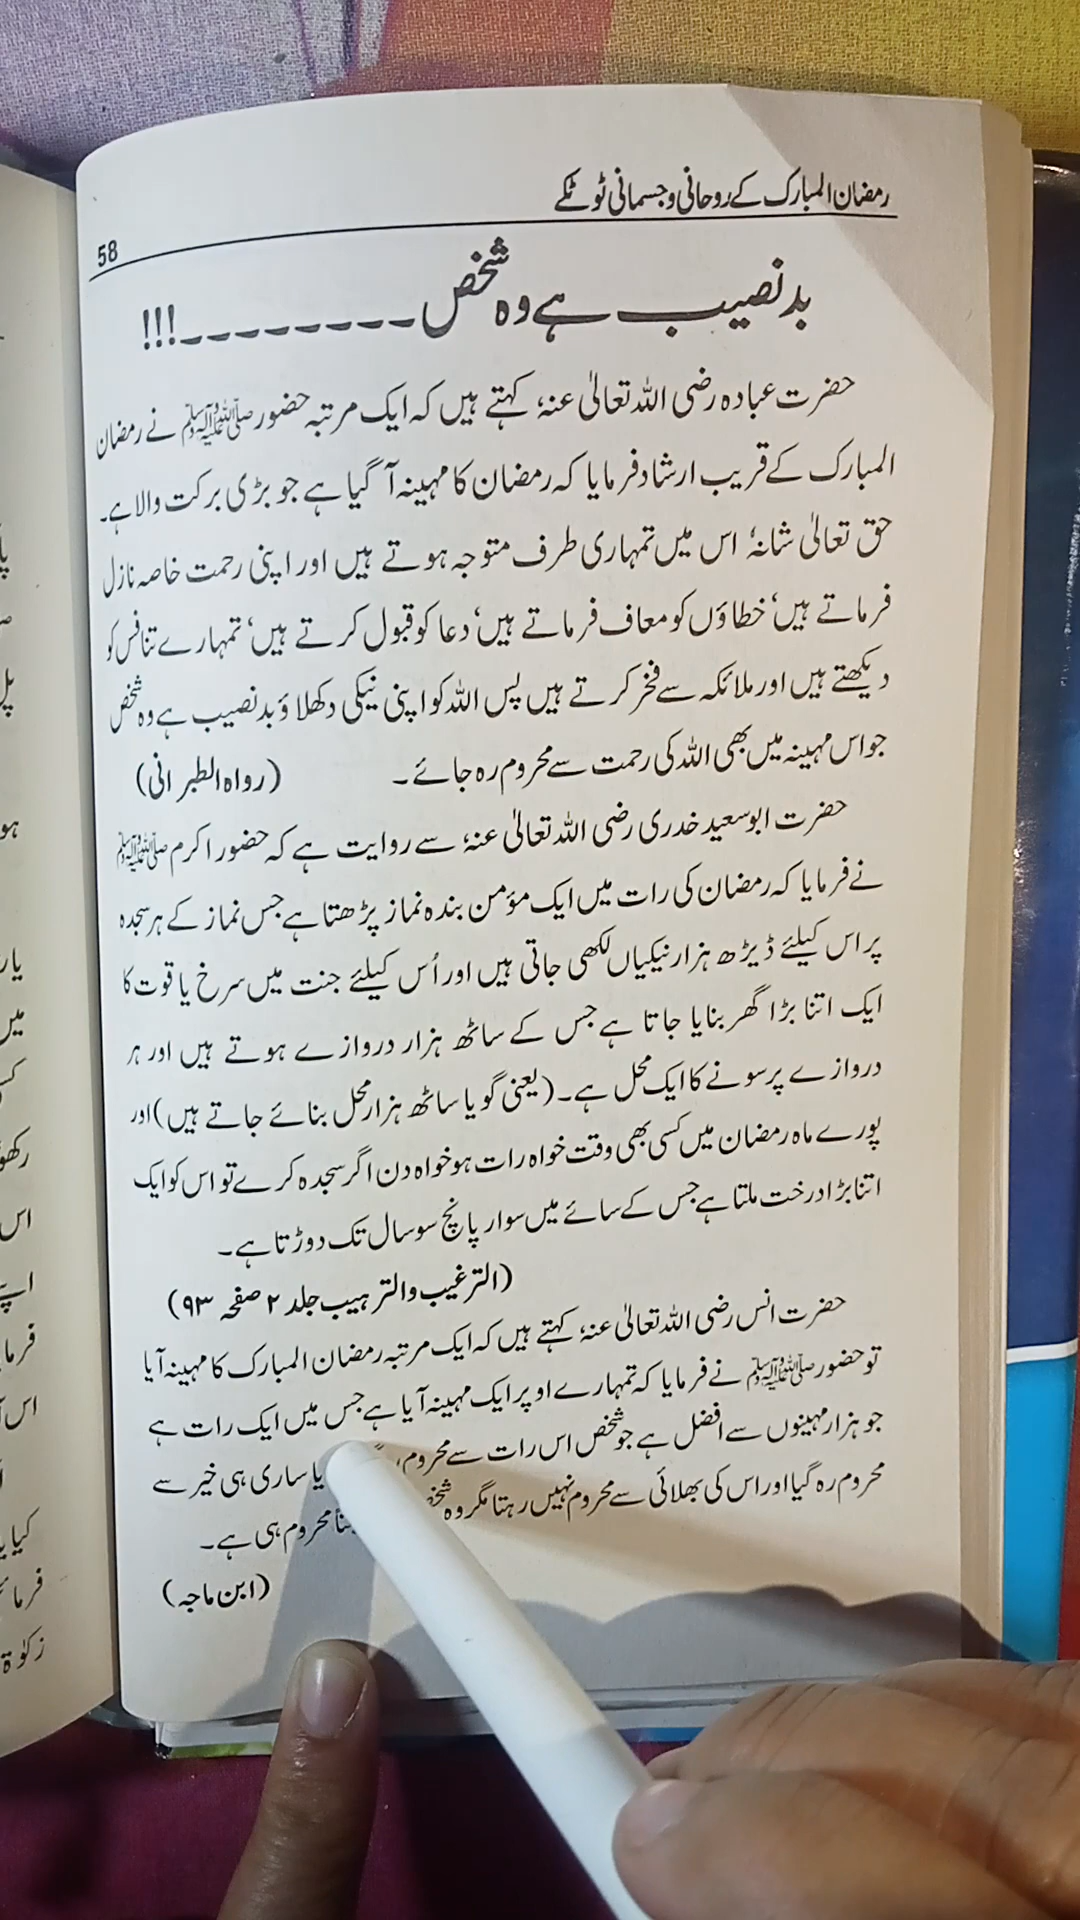 رمضان المبارک کے روحانی و جسمانی ٹوٹکے
58
بدنصیب ہے وہ شخص ـ ـ ـ ـ ـ ـ ـ ـ !!!
حضرت عبادہ رضی اللہ تعالیٰ عنہٗ کہتے ہیں کہ ایک مرتبہ حضور ﷺ نے رمضان
المبارک کے قریب ارشاد فرمایا کہ رمضان کا مہینہ آ گیا ہے جو بڑی برکت والا ہے۔
حق تعالیٰ شانہٗ اس میں تمہاری طرف متوجہ ہوتے ہیں اور اپنی رحمت خاصہ نازل
فرماتے ہیں‘ خطاؤں کو معاف فرماتے ہیں‘ دعا کو قبول کرتے ہیں‘ تمہارے تنافس کو
دیکھتے ہیں اور ملائکہ سے فخر کرتے ہیں پس اللہ کو اپنی نیکی دکھلاؤ بدنصیب ہے وہ شخص
جو اس مہینہ میں بھی اللہ کی رحمت سے محروم رہ جائے۔ (رواہ الطبرانی)
حضرت ابوسعید خدری رضی اللہ تعالیٰ عنہٗ سے روایت ہے کہ حضور اکرم ﷺ
نے فرمایا کہ رمضان کی رات میں ایک مؤمن بندہ نماز پڑھتا ہے جس نماز کے ہر سجدہ
پر اس کیلئے ڈیڑھ ہزار نیکیاں لکھی جاتی ہیں اور اُس کیلئے جنت میں سرخ یاقوت کا
ایک اتنا بڑا گھر بنایا جاتا ہے جس کے ساٹھ ہزار دروازے ہوتے ہیں اور ہر
دروازے پر سونے کا ایک محل ہے۔ (یعنی گویا ساٹھ ہزار محل بنائے جاتے ہیں) اور
پورے ماہ رمضان میں کسی بھی وقت خواہ رات ہو خواہ دن اگر سجدہ کرے تو اس کو ایک
اتنا بڑا درخت ملتا ہے جس کے سائے میں سوار پانچ سو سال تک دوڑتا ہے۔
(الترغیب والترہیب جلد ۲ صفحہ ۹۳)
حضرت انس رضی اللہ تعالیٰ عنہٗ کہتے ہیں کہ ایک مرتبہ رمضان المبارک کا مہینہ آیا
تو حضور ﷺ نے فرمایا کہ تمہارے اوپر ایک مہینہ آیا ہے جس میں ایک رات ہے
جو ہزار مہینوں سے افضل ہے جو شخص اس رات سے محروم یا ساری ہی خیر سے
محروم رہ گیا اور اس کی بھلائی سے محروم نہیں رہتا مگر وہ شخص محروم ہی ہے۔
(ابن ماجہ)